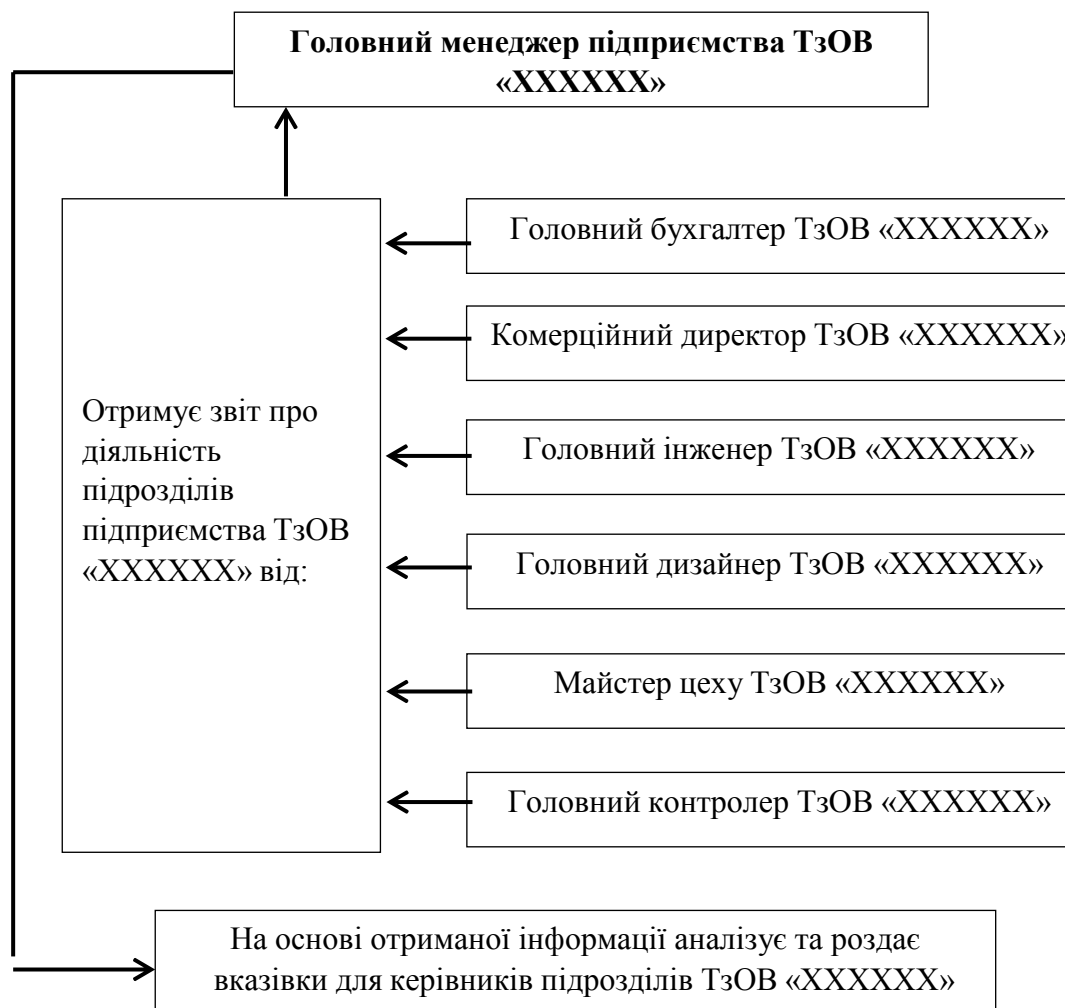 Головний менеджер підприємства ТзОВ
«ХХХХХХ»
Головний бухгалтер ТзОВ «ХХХХХХ»
Комерційний директор ТзОВ «ХХХХХХ»
Отримує звіт про
діяльність
підрозділів
підприємства ТзОВ
«ХХХХХХ» від:
Головний інженер ТзОВ «ХХХХХХ»
Головний дизайнер ТзОВ «ХХХХХХ»
Майстер цеху ТзОВ «ХХХХХХ»
Головний контролер ТзОВ «ХХХХХХ»
На основі отриманої інформації аналізує та роздає
вказівки для керівників підрозділів ТзОВ «ХХХХХХ»